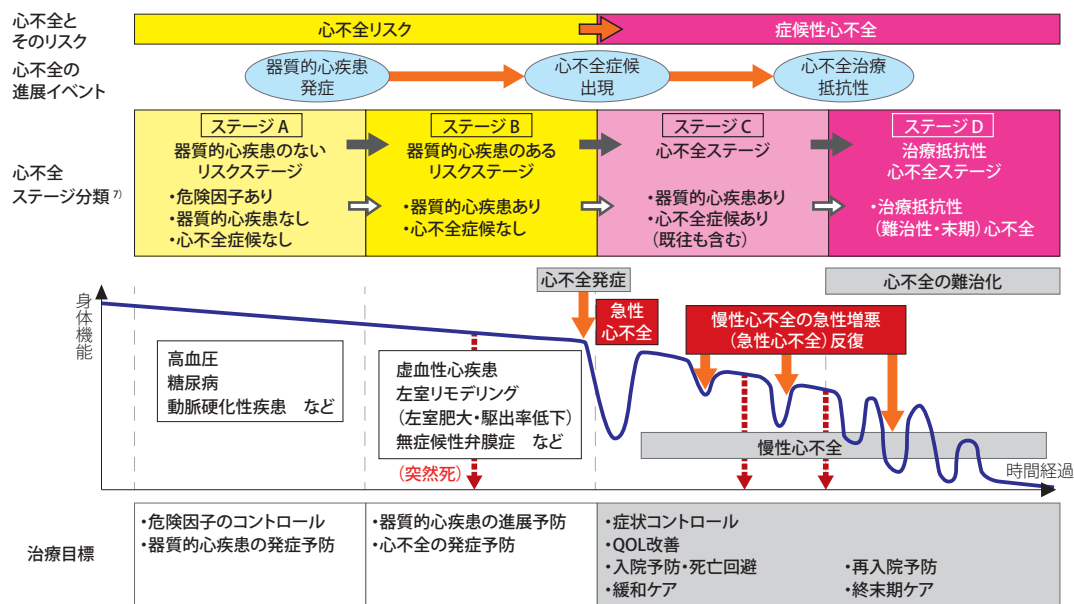 心不全と
そのリスク
心不全リスク
症候性心不全
心不全の
進展イベント
器質的心疾患
発症
心不全症候
出現
心不全治療
抵抗性
心不全
ステージ分類 7)
ステージA
器質的心疾患のない
リスクステージ
・危険因子あり
・器質的心疾患なし
・心不全症候なし
ステージB
器質的心疾患のある
リスクステージ
・器質的心疾患あり
・心不全症候なし
ステージC
心不全ステージ
・器質的心疾患あり
・心不全症候あり
(既往も含む)
ステージD
治療抵抗性
心不全ステージ
・治療抵抗性
(難治性・末期)心不全
身体機能
心不全発症
心不全の難治化
急性
心不全
慢性心不全の急性増悪
(急性心不全)反復
高血圧
糖尿病
動脈硬化性疾患 など
虚血性心疾患
左室リモデリング
(左室肥大・駆出率低下)
無症候性弁膜症 など
(突然死)
慢性心不全
時間経過
治療目標
・危険因子のコントロール
・器質的心疾患の発症予防
・器質的心疾患の進展予防
・心不全の発症予防
・症状コントロール
・QOL改善
・入院予防・死亡回避
・緩和ケア
・再入院予防
・終末期ケア